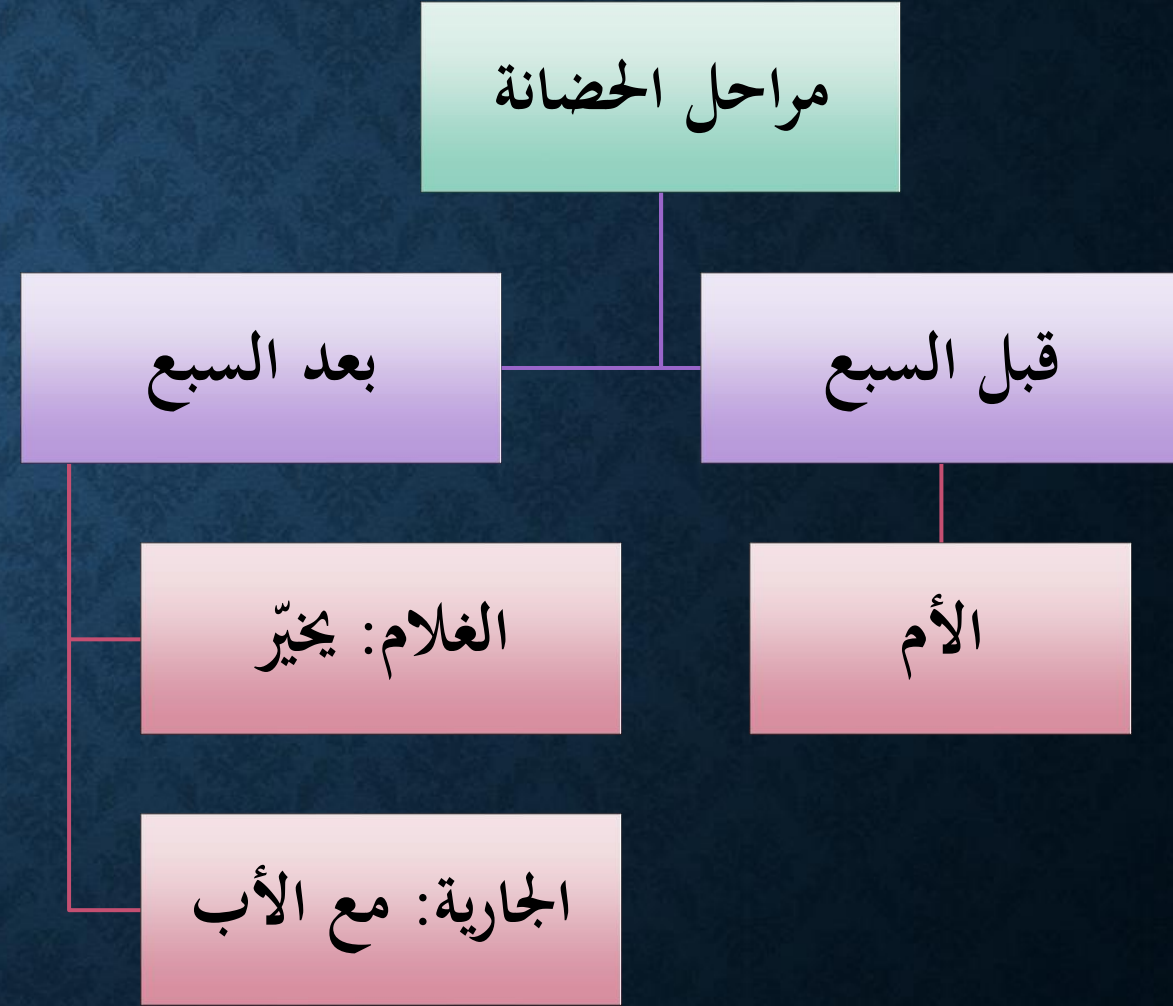 مراحل الحضانة
قبل السبع
بعد السبع
الأم
الغلام: يخيّر
الجارية: مع الأب